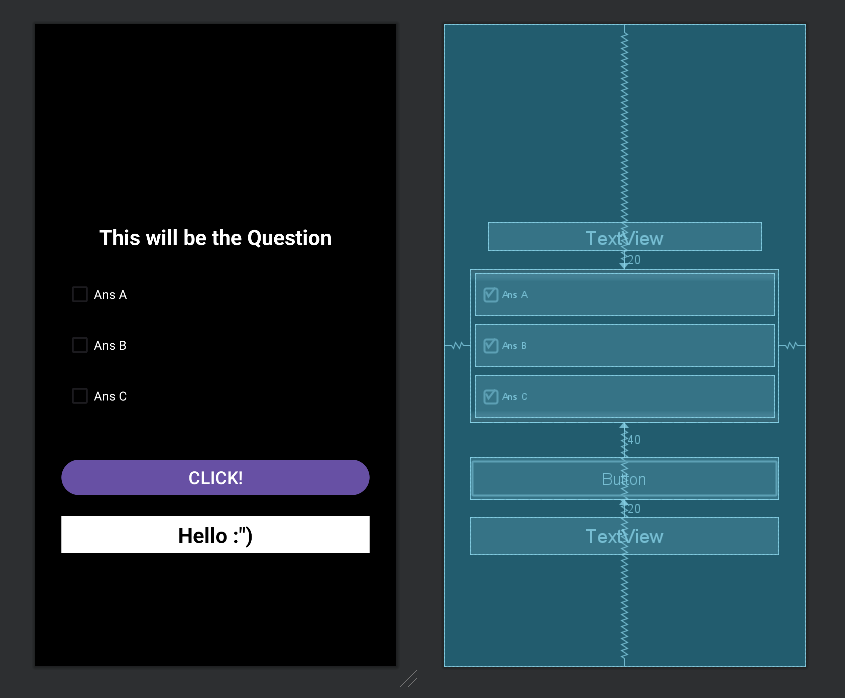 This will be the Question
Ans A
Ans B
Ans C
CLICK!
Hello :")
TextView
20
Ans A
Ans B
Ans C
40
Button
20
TextView